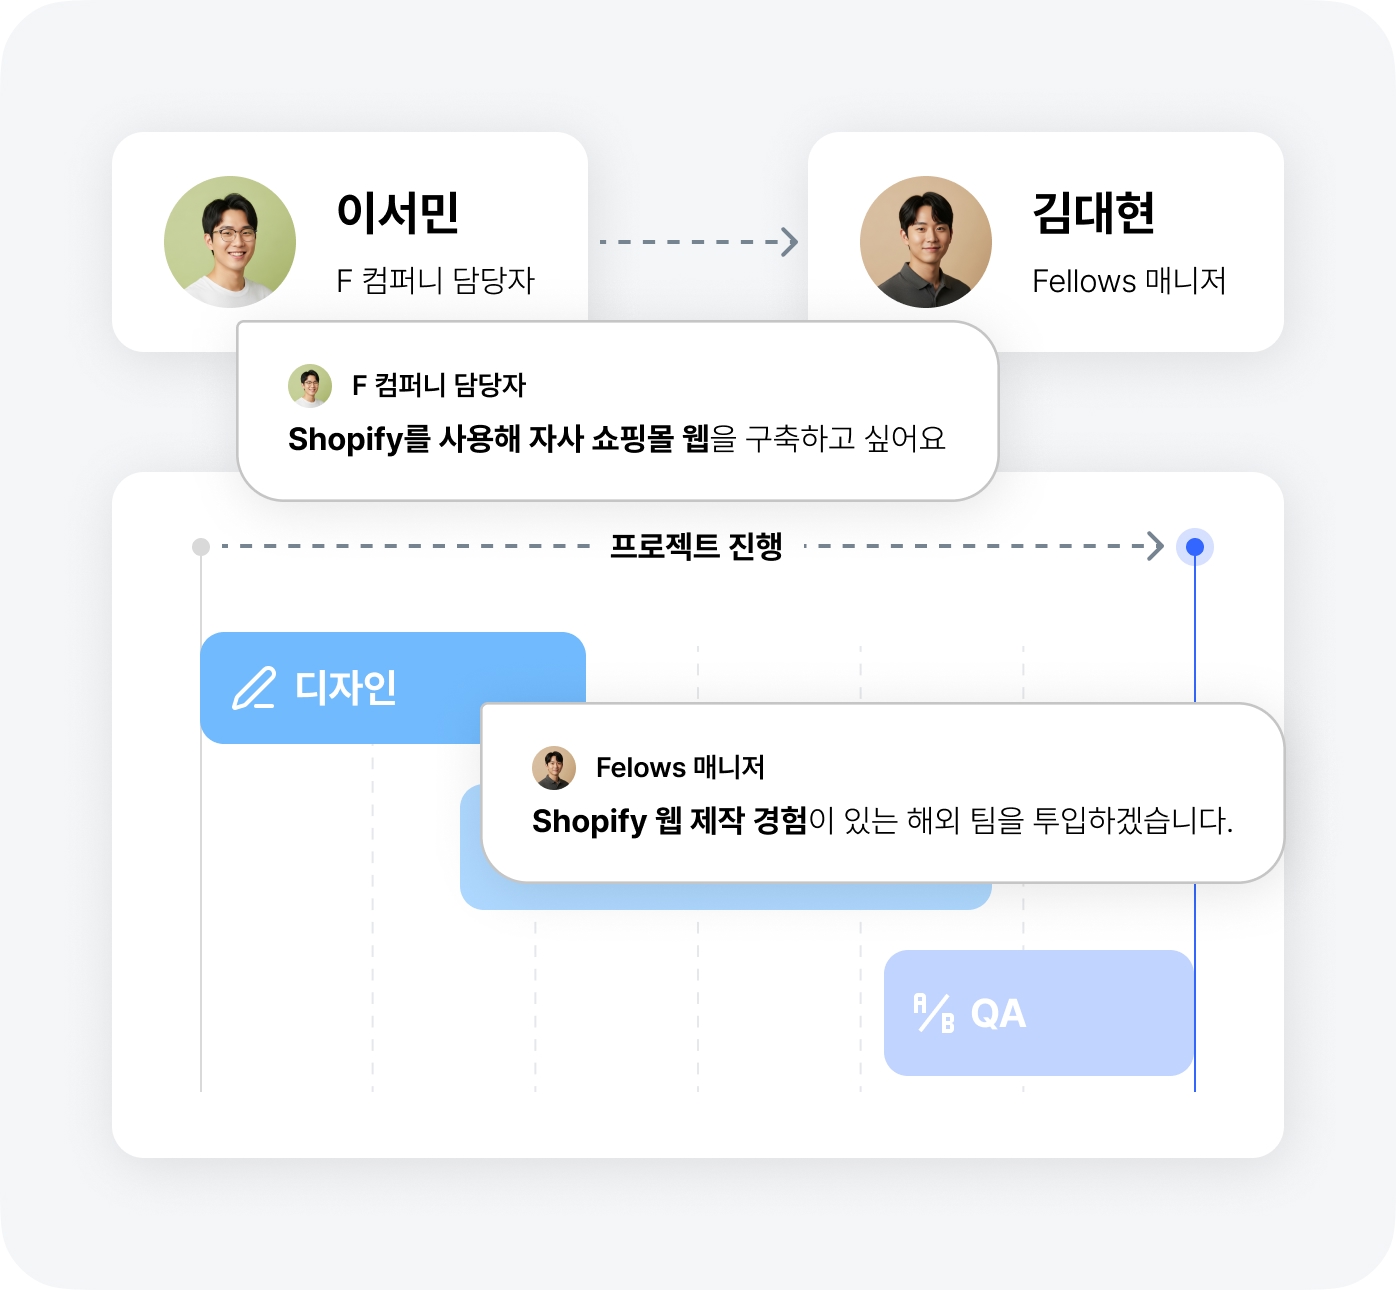 이서민
F 컴퍼니 담당자
김대현
Fellows 매니저
F 컴퍼니 담당자
Shopify를 사용해 자사 쇼핑몰 웹을 구축하고 싶어요
프로젝트 진행
디자인
Felows 매니저
Shopify 웹 제작 경험이 있는 해외 팀을 투입하겠습니다.
A/B QA